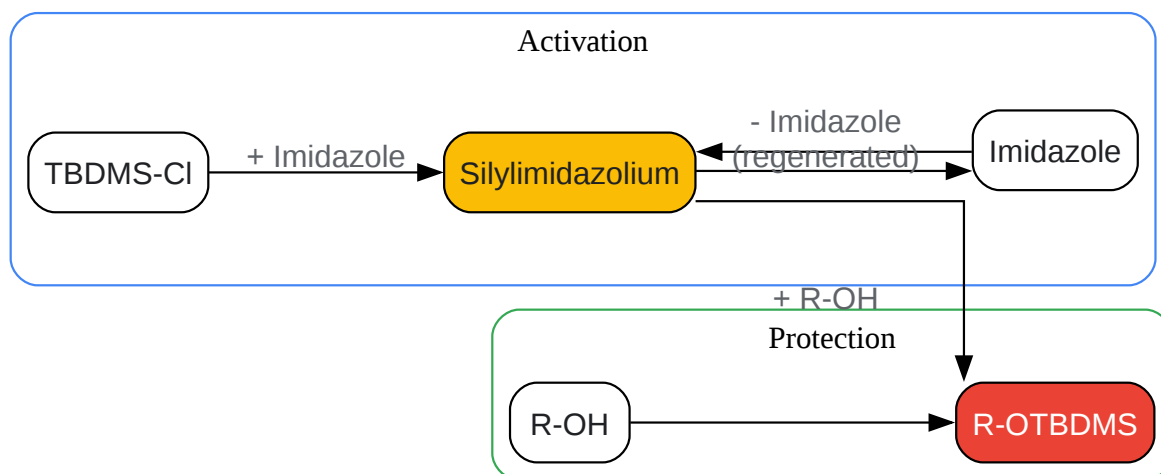 Activation
TBDMS-Cl
+ Imidazole
Silylimidazolium
- Imidazole
(regenerated)
Imidazole
+ R-OH
Protection
R-OH
R-OTBDMS